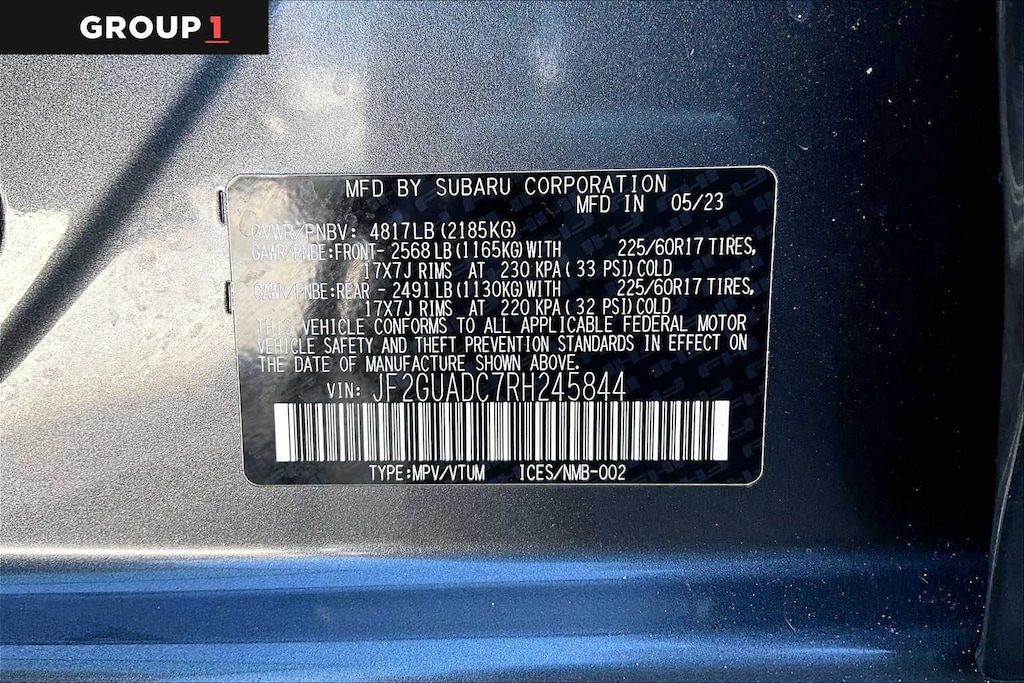 GROUP 1
MFD BY SUBARU CORPORATION
MFD IN 05/23
GVWR/PNBV: 4817LB(2185KG)
GAWR/PNBE:FRONT- 2568LB(1165KG)WITH 225/60R17 TIRES,
17X7J RIMS AT 230 KPA( 33 PSI)COLD
GAWR/PNBE:REAR - 2491LB(1130KG)WITH 225/60R17 TIRES,
17X7J RIMS AT 220 KPA( 32 PSI)COLD
THIS VEHICLE CONFORMS TO ALL APPLICABLE FEDERAL MOTOR
VEHICLE SAFETY AND THEFT PREVENTION STANDARDS IN EFFECT ON
THE DATE OF MANUFACTURE SHOWN ABOVE.
VIN: JF2GUADC7RH245844
TYPE:MPV/VTUM ICES/NMB-002